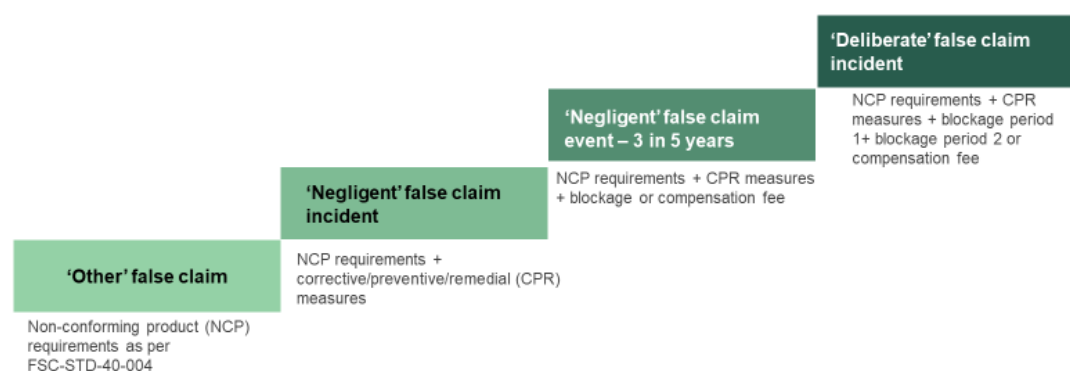 'Other' false claim
Non-conforming product (NCP)
requirements as per
FSC-STD-40-004
'Negligent' false claim
incident
NCP requirements +
corrective/preventive/remedial (CPR)
measures
'Negligent' false claim
event – 3 in 5 years
NCP requirements + CPR measures
+ blockage or compensation fee
'Deliberate' false claim
incident
NCP requirements + CPR
measures + blockage period
1+ blockage period 2 or
compensation fee